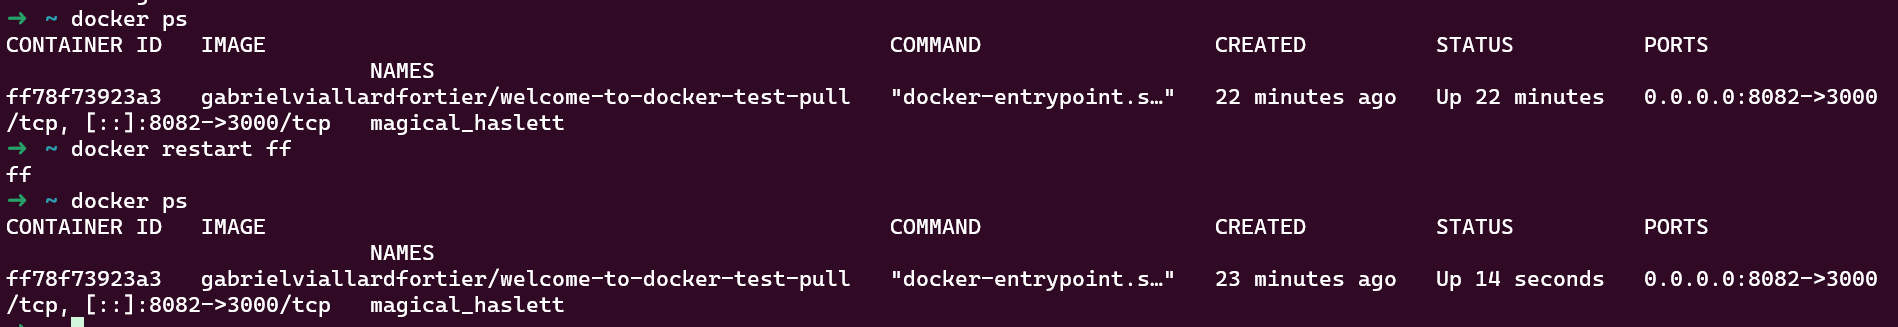 ➜ ~ docker ps
CONTAINER ID   IMAGE                                                COMMAND                  CREATED          STATUS          PORTS
                            NAMES
ff78f73923a3   gabrielviallardfortier/welcome-to-docker-test-pull   "docker-entrypoint.s…"   22 minutes ago   Up 22 minutes   0.0.0.0:8082->3000
/tcp, [::]:8082->3000/tcp   magical_haslett
➜ ~ docker restart ff
ff
➜ ~ docker ps
CONTAINER ID   IMAGE                                                COMMAND                  CREATED          STATUS          PORTS
                            NAMES
ff78f73923a3   gabrielviallardfortier/welcome-to-docker-test-pull   "docker-entrypoint.s…"   23 minutes ago   Up 14 seconds   0.0.0.0:8082->3000
/tcp, [::]:8082->3000/tcp   magical_haslett